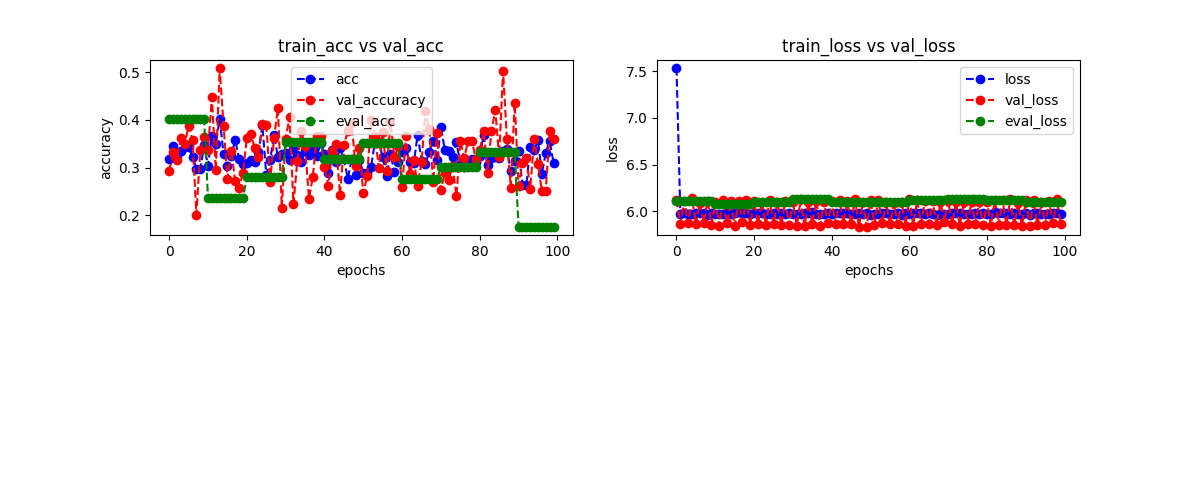 train_acc vs val_acc
accuracy
0.5
0.4
0.3
0.2
acc
val_accuracy
eval_acc
0
20
40
60
80
100
epochs
train_loss vs val_loss
loss
7.5
7.0
6.5
6.0
loss
val_loss
eval_loss
0
20
40
60
80
100
epochs